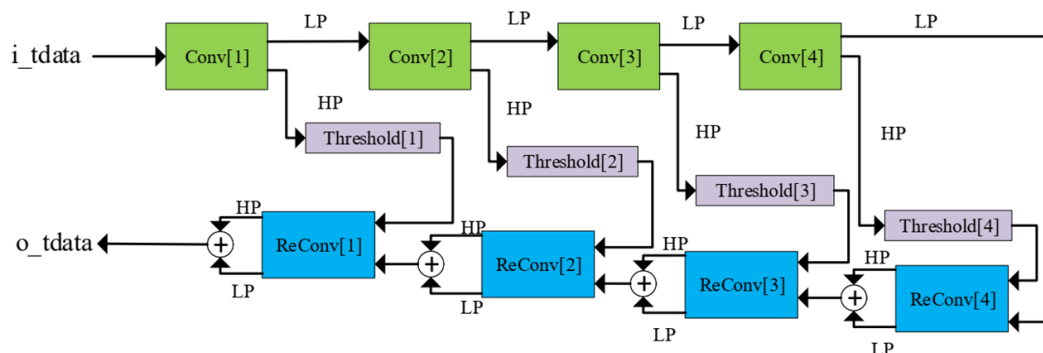 LP
LP
LP
LP
i_tdata
Conv[1]
Conv[2]
Conv[3]
Conv[4]
HP
HP
HP
HP
Threshold[1]
Threshold[2]
Threshold[3]
Threshold[4]
HP
HP
HP
HP
o_tdata
+
ReConv[1]
+
ReConv[2]
+
ReConv[3]
+
ReConv[4]
LP
LP
LP
LP